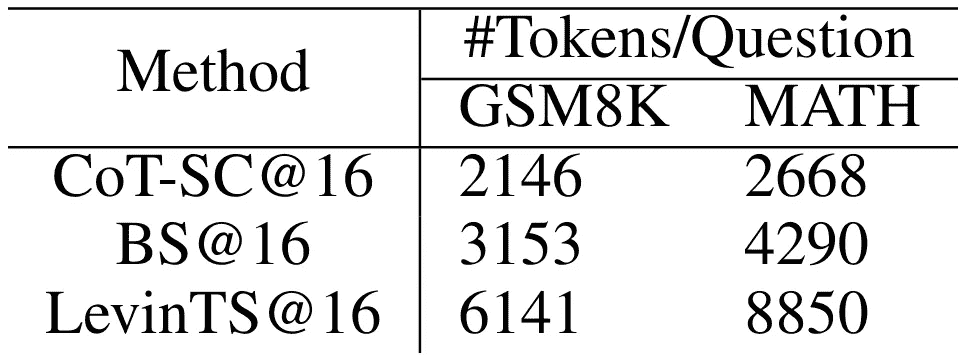 Method #Tokens/Question
GSM8K MATH
CoT-SC@16 2146 2668
BS@16 3153 4290
LevinTS@16 6141 8850